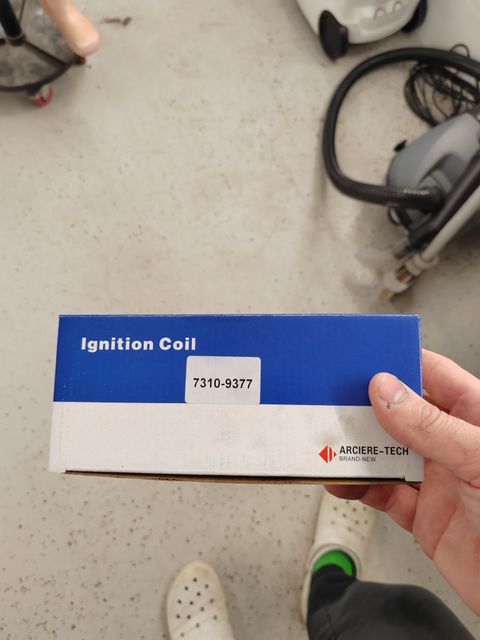 Ignition Coil
7310-9377
ARCIERE-TECH
BRAND-NEW